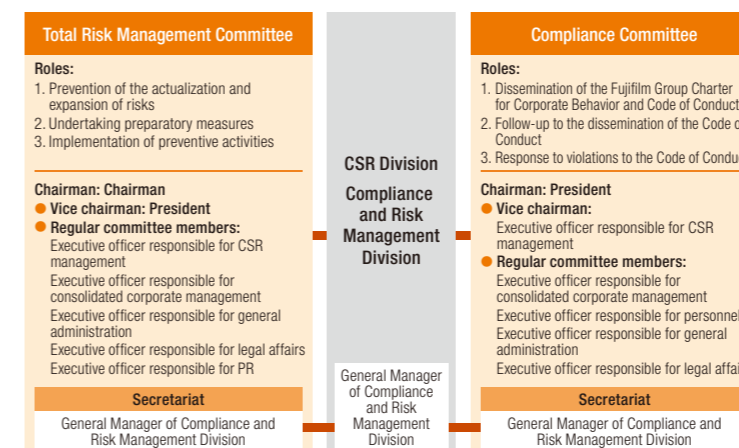 Total Risk Management Committee
Roles:
1. Prevention of the actualization and
expansion of risks
2. Undertaking preparatory measures
3. Implementation of preventive activities
Chairman: Chairman
● Vice chairman: President
● Regular committee members:
Executive officer responsible for CSR
management
Executive officer responsible for
consolidated corporate management
Executive officer responsible for general
administration
Executive officer responsible for legal affairs
Executive officer responsible for PR
Secretariat
General Manager of Compliance and
Risk Management Division
CSR Division
Compliance
and Risk
Management
Division
General Manager
of Compliance
and Risk
Management
Division
Compliance Committee
Roles:
1. Dissemination of the Fujifilm Group Charter
for Corporate Behavior and Code of Conduct
2. Follow-up to the dissemination of the Code
Conduct
3. Response to violations to the Code of
Chairman: President
● Vice chairman:
Executive officer responsible for CSR
management
● Regular committee members:
Executive officer responsible for
consolidated corporate management
Executive officer responsible for personnel
Executive officer responsible for general
administration
Executive officer responsible for legal
Secretariat
General Manager of Compliance and
Risk Management Division